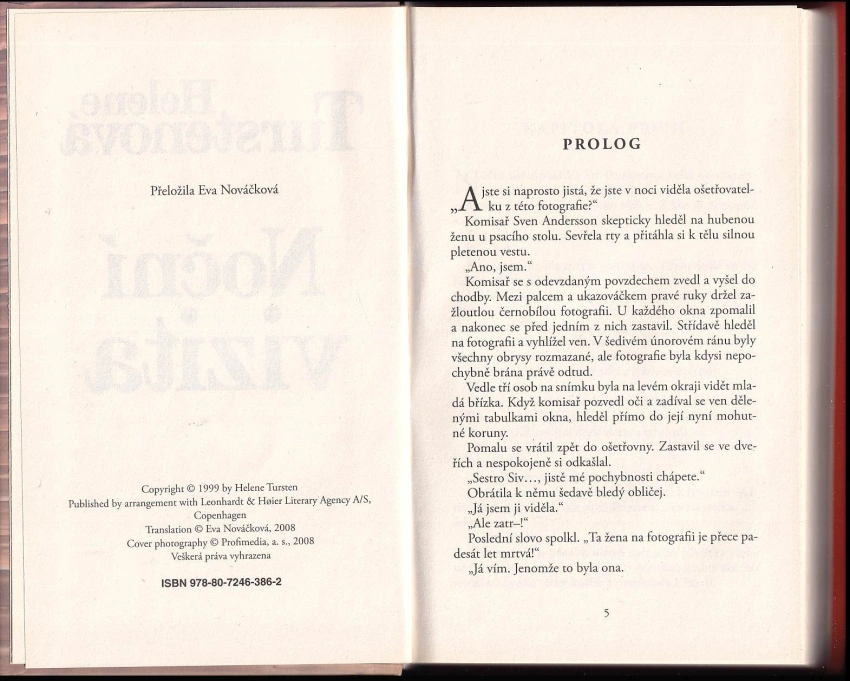 Přeložila Eva Nováčková
Copyright © 1999 by Helene Tursten
Published by arrangement with Leonhardt & Høier Literary Agency A/S,
Copenhagen
Translation © Eva Nováčková, 2008
Cover photography © Profimedia, a. s., 2008
Veškerá práva vyhrazena
ISBN 978-80-7246-386-2
PROLOG
„A jste si naprosto jistá, že jste v noci viděla ošetřovatel-
ku z této fotografie?“
Komisař Sven Andersson skepticky hleděl na hubenou
ženu u psacího stolu. Sevřela rty a přitáhla si k tělu silnou
pletenou vestu.
„Ano, jsem.“
Komisař se s odevzdaným povzdechem zvedl a vyšel do
chodby. Mezi palcem a ukazováčkem pravé ruky držel za-
žloutlou černobílou fotografii. U každého okna zpomalil
a nakonec se před jedním z nich zastavil. Střídavě hleděl
na fotografii a vyhlížel ven. V šedivém únorovém ránu byly
všechny obrysy rozmazané, ale fotografie byla kdysi nepo-
chybně brána právě odtud.
Vedle tří osob na snímku byla na levém okraji vidět mla-
dá břízka. Když komisař pozvedl oči a zadíval se ven děle-
nými tabulkami okna, hleděl přímo do její nyní mohut-
né koruny.
Pomalu se vrátil zpět do ošetřovny. Zastavil se ve dve-
řích a nespokojeně si odkašlal.
„Sestro Siv…, jistě mé pochybnosti chápete.“
Obrátila k němu šedavě bledý obličej.
„Já jsem ji viděla.“
„Ale zatr–!“
Poslední slovo spolkl. „Ta žena na fotografii je přece pa-
desát let mrtvá!“
„Já vím. Jenomže to byla ona.
5